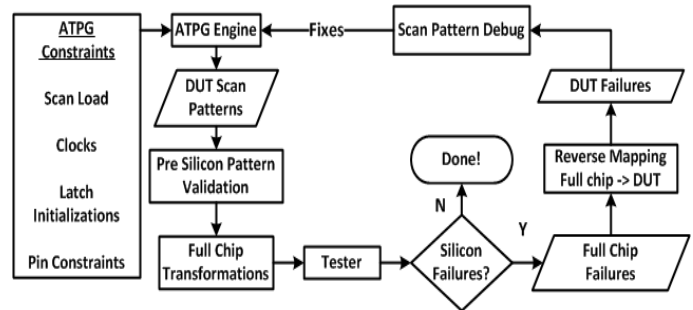 ATPG
Constraints
Scan Load
Clocks
Latch
Initializations
Pin Constraints
ATPG Engine
Fixes
Scan Pattern Debug
DUT Scan
Patterns
Pre Silicon Pattern
Validation
Full Chip
Transformations
Tester
Silicon
Failures?
N
Done!
Y
Full Chip
Failures
Reverse Mapping
Full chip -> DUT
DUT Failures